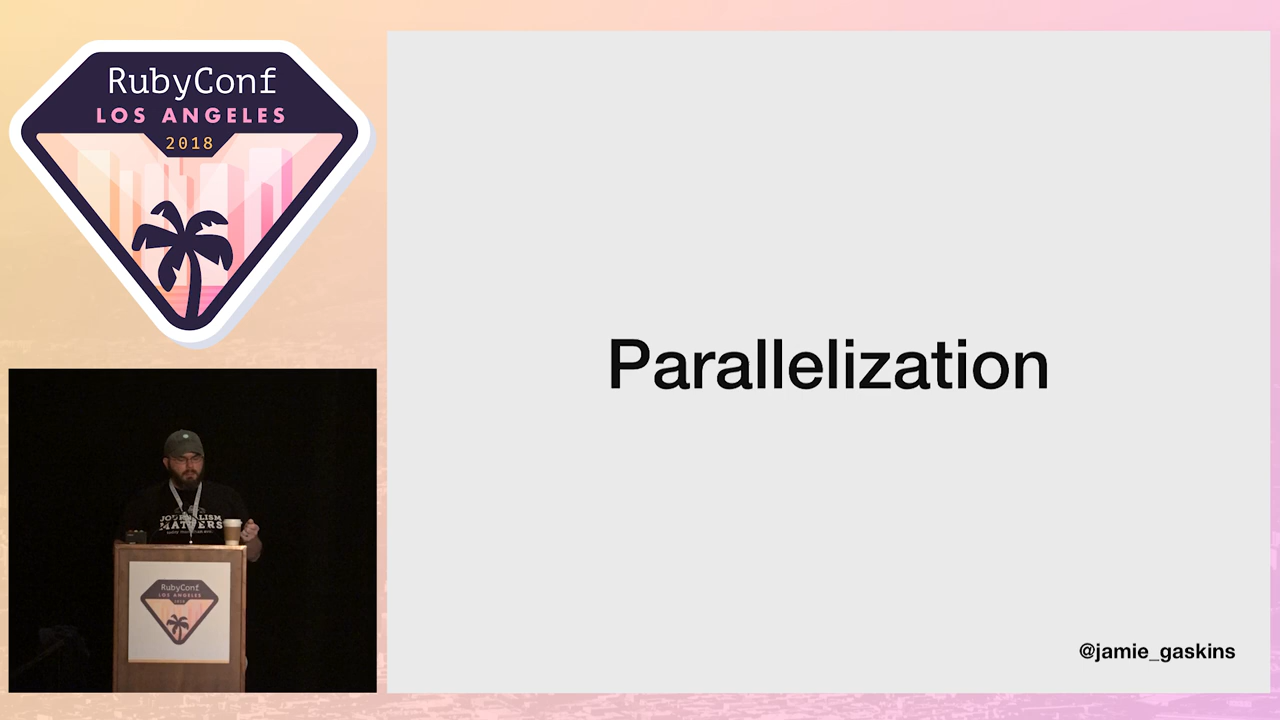 RubyConf
LOS ANGELES
2018
Parallelization
@jamie_gaskins
JOURNALISM
MATTERS
RubyConf
LOS ANGELES